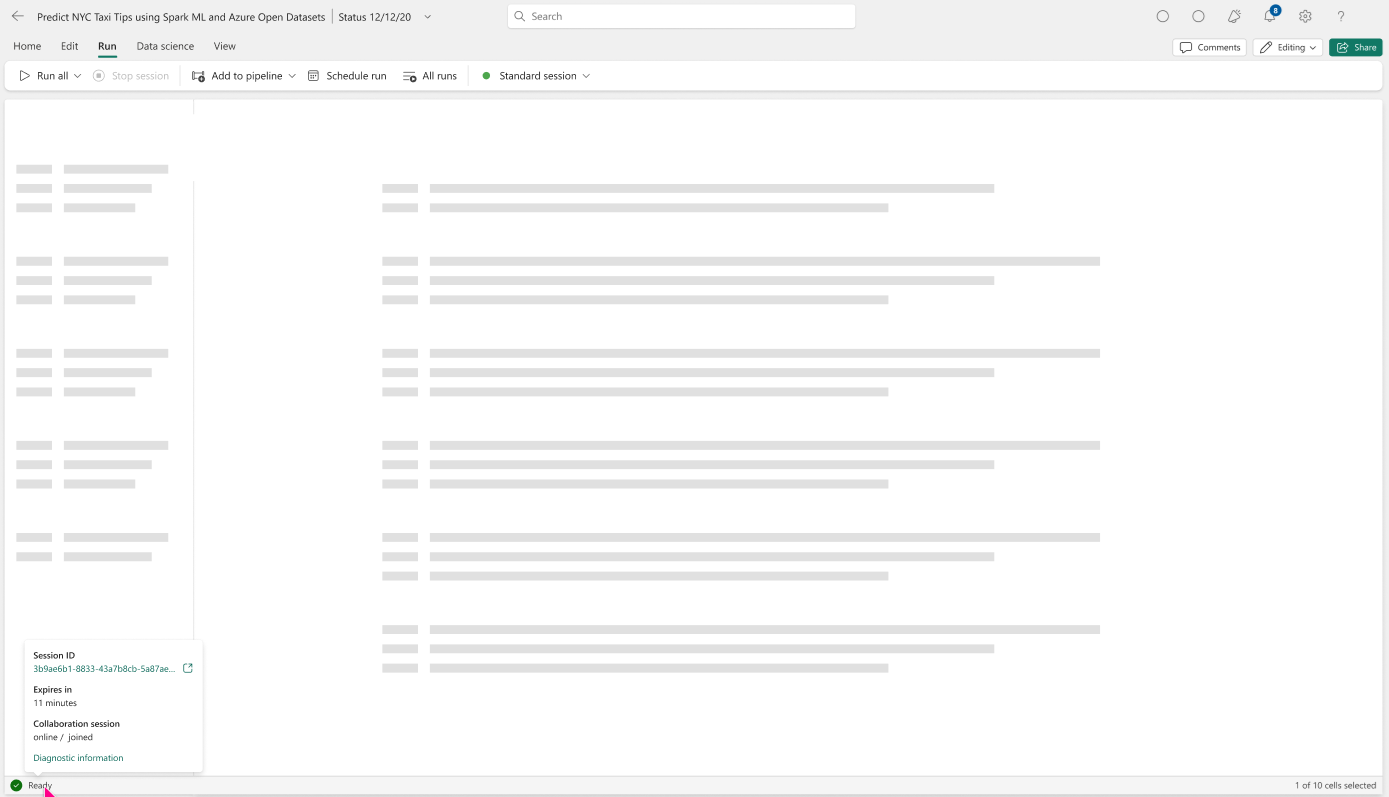 Predict NYC Taxi Tips using Spark ML and Azure Open Datasets Status 12/12/20 Search 8
Home Edit Run Data science View Comments Editing Share
Run all Stop session Add to pipeline Schedule run All runs Standard session
Session ID
3b9ae6b1-8833-43a7b8cb-5a87ae...
Expires in
11 minutes
Collaboration session
online / joined
Diagnostic information
Ready 1 of 10 cells selected